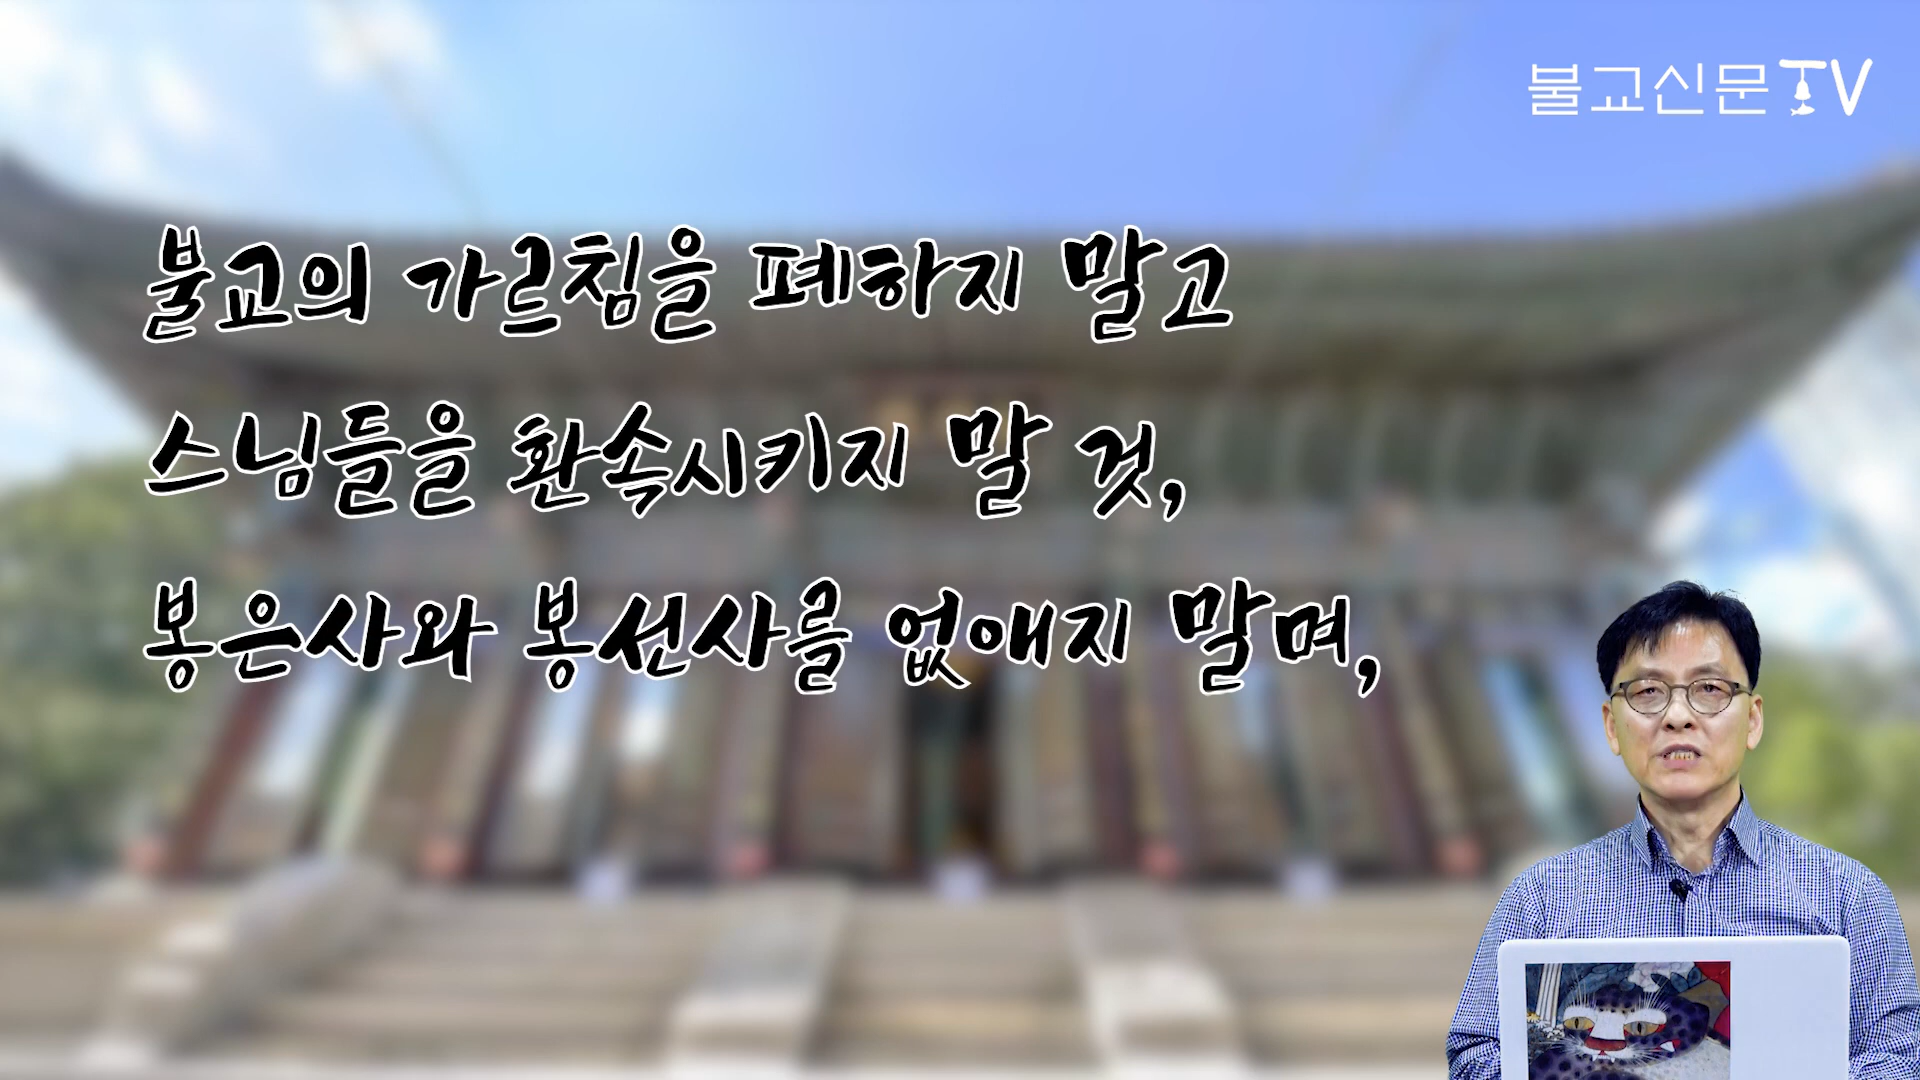 불교신문TV
불교의 가르침을 폐하지 말고
스님들을 환속시키지 말 것,
봉은사와 봉선사를 없애지 말며,